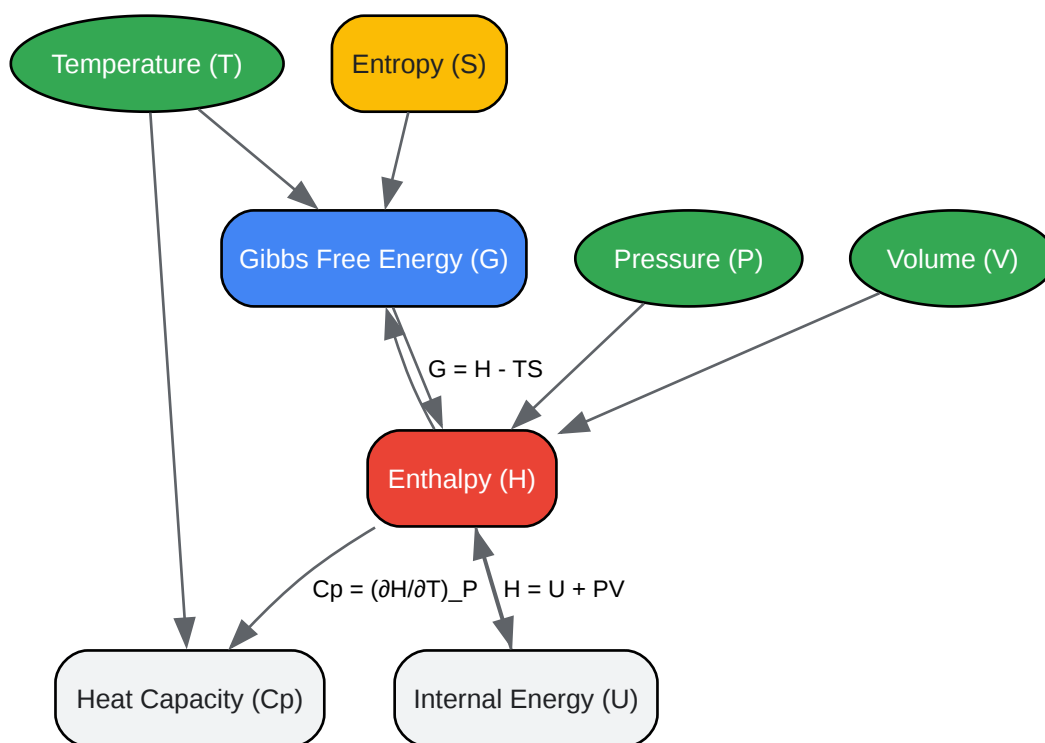 Temperature (T)
Entropy (S)
Gibbs Free Energy (G)
Pressure (P)
Volume (V)
G = H - TS
Enthalpy (H)
Cp = (∂H/∂T)_P
H = U + PV
Heat Capacity (Cp)
Internal Energy (U)